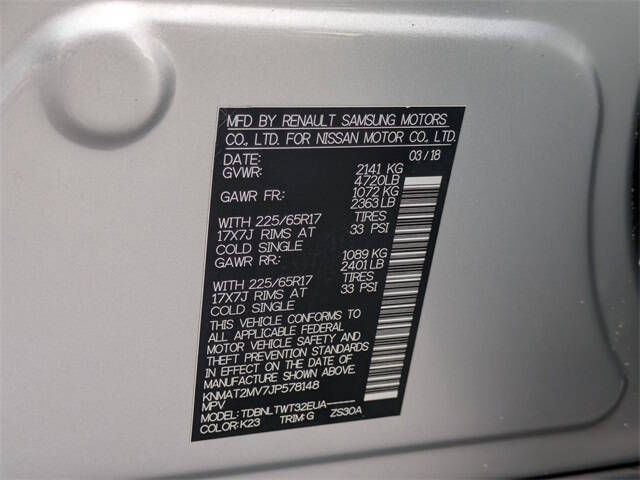 MFD BY RENAULT SAMSUNG MOTORS
CO., LTD. FOR NISSAN MOTOR CO., LTD.
DATE: 03/18
GVWR: 2141 KG
4720LB
GAWR FR: 1072 KG
2363 LB
WITH 225/65R17 TIRES
17X7J RIMS AT 33 PSI
COLD SINGLE
GAWR RR: 1089 KG
2401 LB
WITH 225/65R17 TIRES
17X7J RIMS AT 33 PSI
COLD SINGLE
THIS VEHICLE CONFORMS TO
ALL APPLICABLE FEDERAL
MOTOR VEHICLE SAFETY AND
THEFT PREVENTION STANDARDS
IN EFFECT ON THE DATE OF
MANUFACTURE SHOWN ABOVE.
KNMAT2MV7JP578148
MPV
MODEL: TDBNLTWT32EUA-----
COLOR: K23 TRIM: G ZS30A